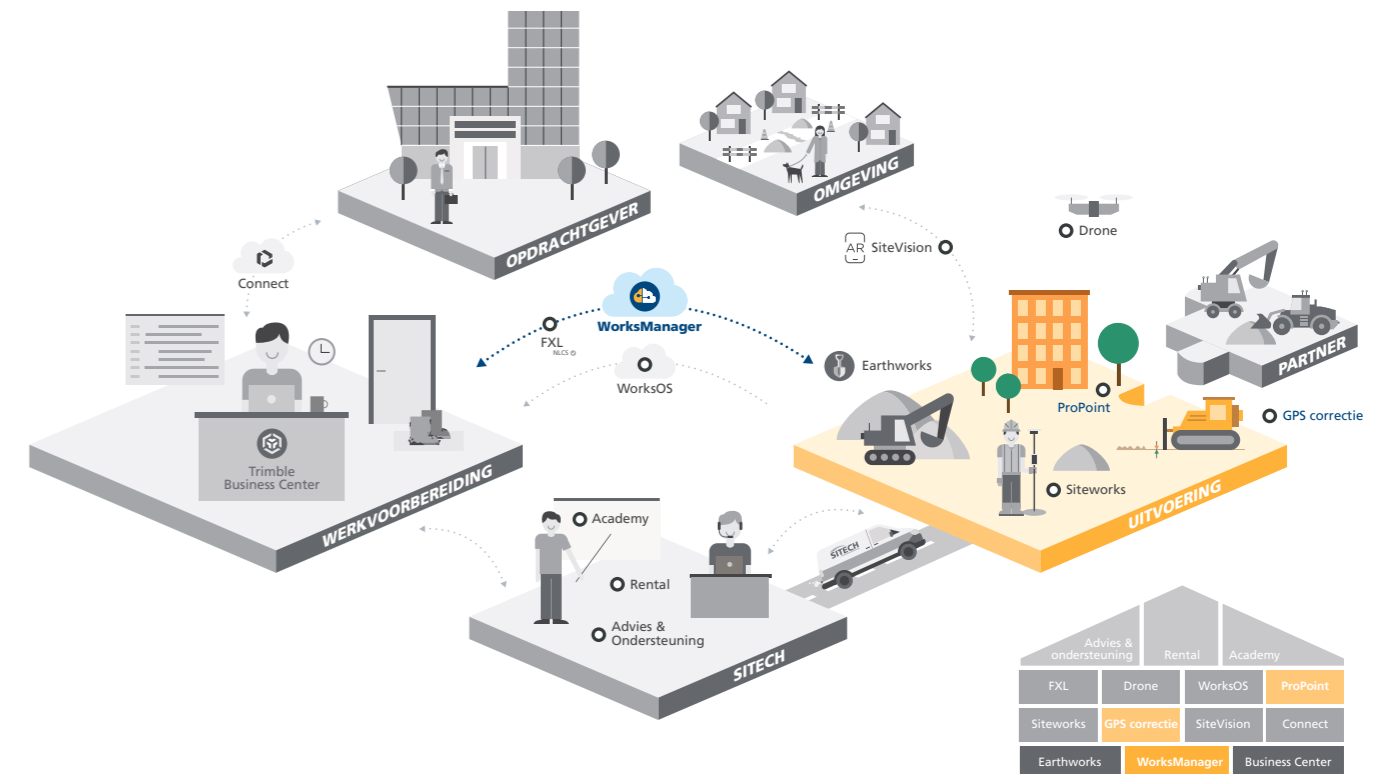 OPDRACHTGEVER
OMGEVING
Drone
AR
SiteVision
Connect
WorksManager
FXL
NLCS
WorksOS
Earthworks
PARTNER
ProPoint
GPS correctie
Siteworks
UITVOERING
Trimble
Business Center
WERKVOORBEREIDING
Academy
SITECH
Rental
Advies &
Ondersteuning
SITECH
Advies &
ondersteuning
Rental
Academy
FXL
Drone
WorksOS
ProPoint
Siteworks
GPS correctie
SiteVision
Connect
Earthworks
WorksManager
Business Center